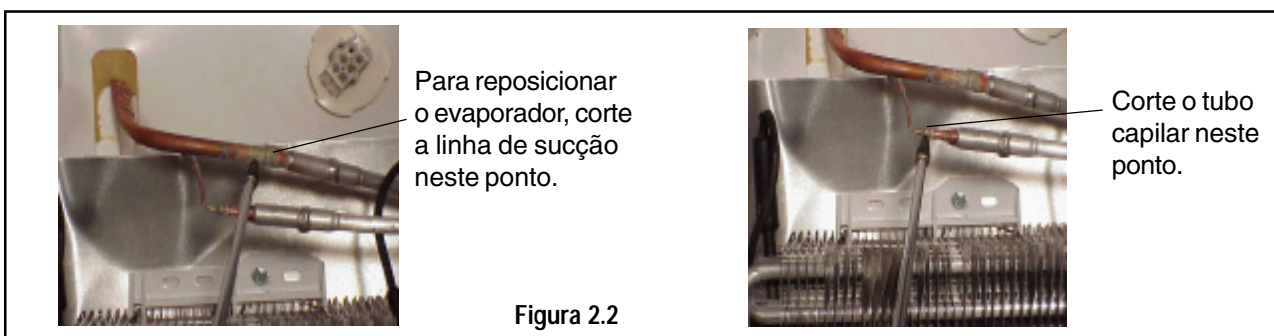 Para reposicionar
o evaporador, corte
a linha de sucção
neste ponto.
Corte o tubo
capilar neste
ponto.
Figura 2.2